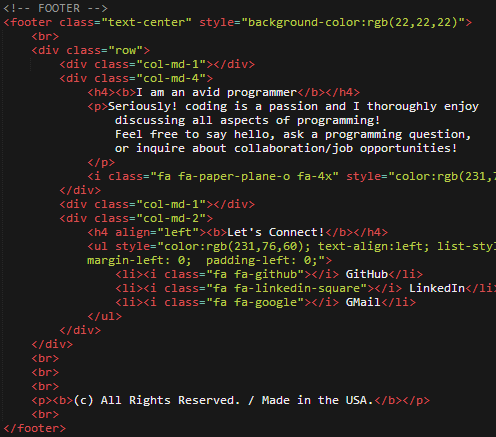 <!-- FOOTER -->
<footer class="text-center" style="background-color:rgb(22,22,22)">
<br>
<div class="row">
<div class="col-md-1"></div>
<div class="col-md-4">
<h4><b>I am an avid programmer</b></h4>
<p>Seriously! coding is a passion and I thoroughly enjoy
discussing all aspects of programming!
Feel free to say hello, ask a programming question,
or inquire about collaboration/job opportunities!
</p>
<i class="fa fa-paper-plane-o fa-4x" style="color:rgb(231,7
</div>
<div class="col-md-1"></div>
<div class="col-md-2">
<h4 align="left"><b>Let's Connect!</b></h4>
<ul style="color:rgb(231,76,60); text-align:left; list-styl
margin-left: 0;  padding-left: 0;">
<li><i class="fa fa-github"></i> GitHub</li>
<li><i class="fa fa-linkedin-square"></i> LinkedIn</li
<li><i class="fa fa-google"></i> GMail</li>
</ul>
</div>
</div>
<br>
<br>
<br>
<p><b>(c) All Rights Reserved. / Made in the USA.</b></p>
<br>
</footer>